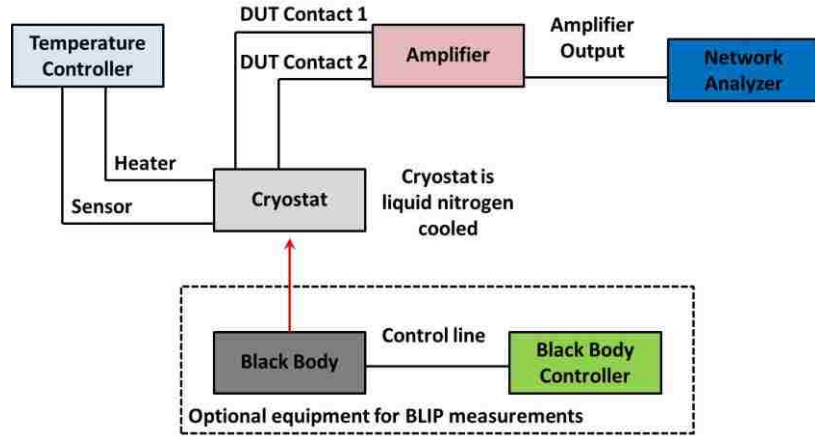 DUT Contact 1
Temperature
Controller
DUT Contact 2
Amplifier
Amplifier
Output
Network
Analyzer
Heater
Sensor
Cryostat
Cryostat is
liquid nitrogen
cooled
Black Body
Control line
Black Body
Controller
Optional equipment for BLIP measurements